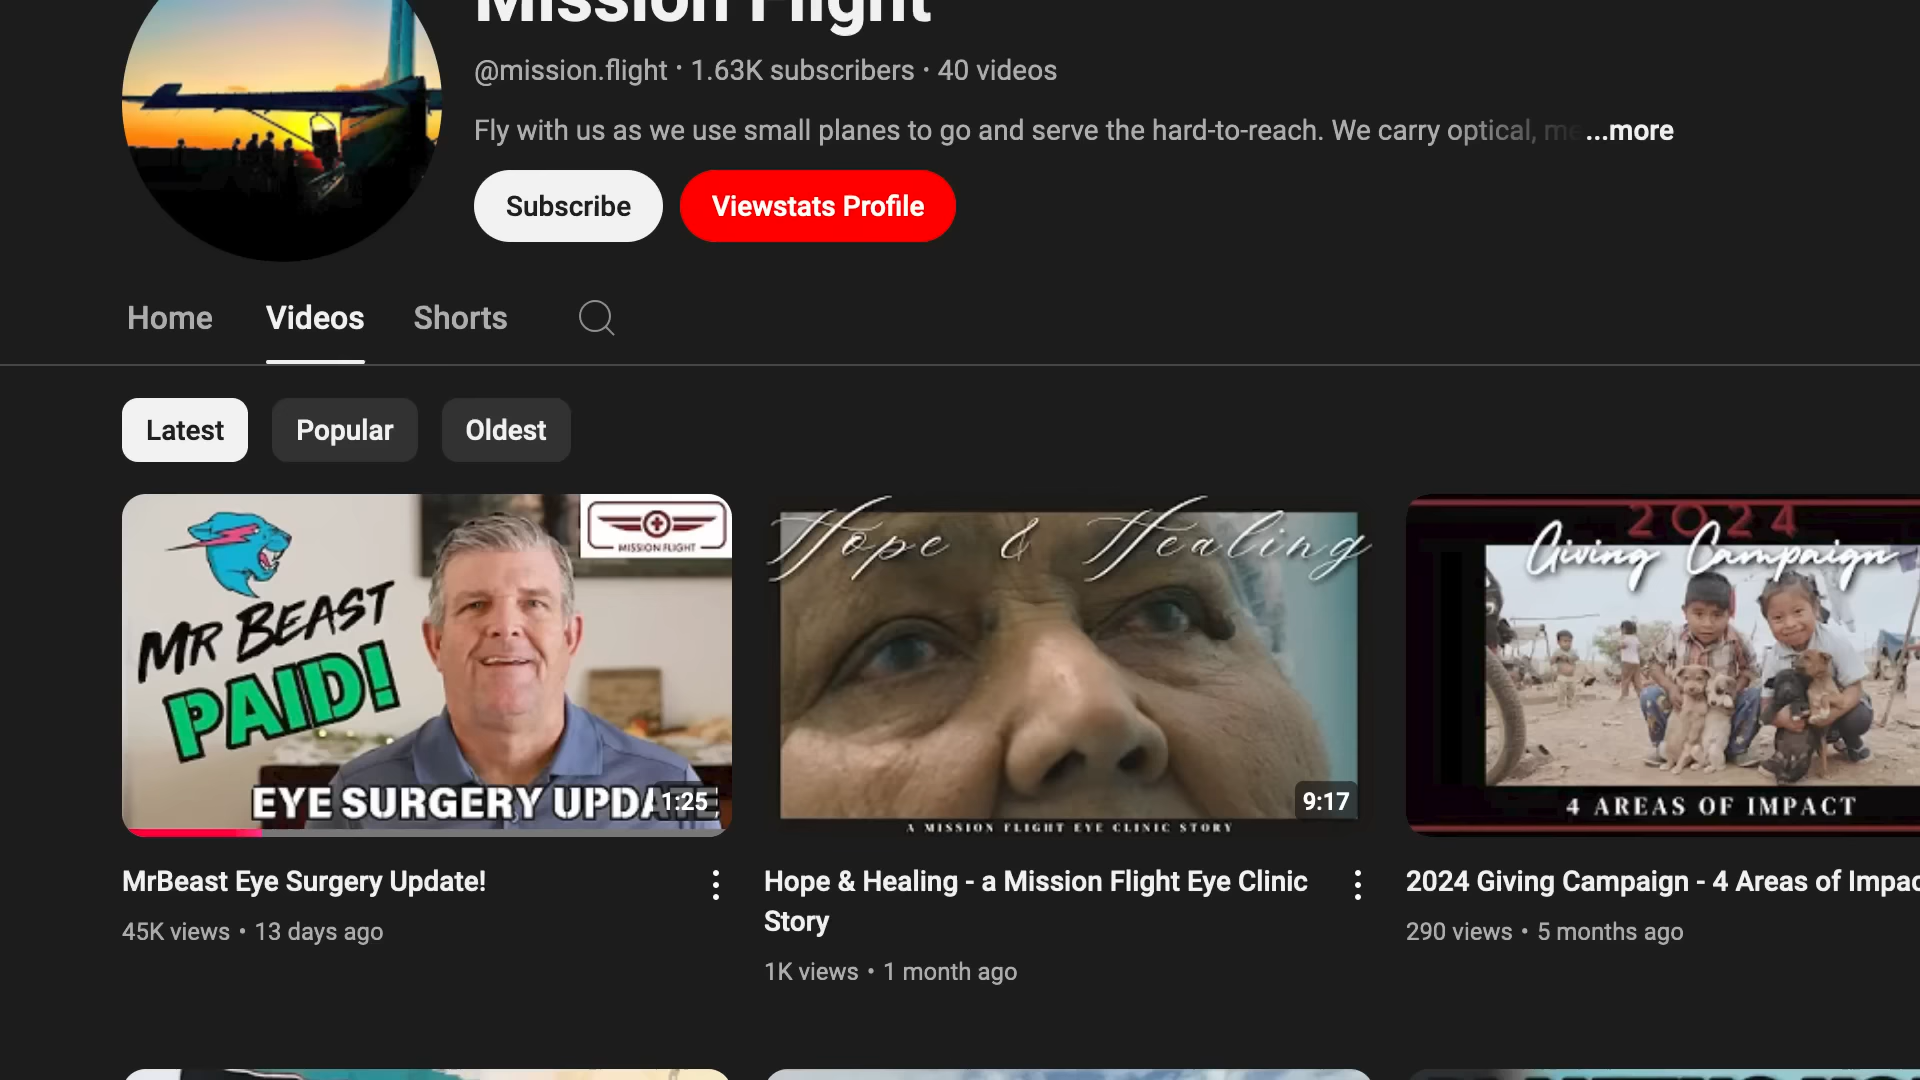 Mission Flight
@mission.flight · 1.63K subscribers · 40 videos
Fly with us as we use small planes to go and serve the hard-to-reach. We carry optical, ...more
Subscribe
Viewstats Profile
Home
Videos
Shorts
Latest
Popular
Oldest
MISSION FLIGHT
MR BEAST
PAID!
EYE SURGERY UPDATE
1:25
MrBeast Eye Surgery Update!
45K views • 13 days ago
Hope & Healing
9:17
A MISSION FLIGHT EYE CLINIC STORY
Hope & Healing - a Mission Flight Eye Clinic
Story
1K views • 1 month ago
2024
Giving Campaign
4 AREAS OF IMPACT
2024 Giving Campaign - 4 Areas of Impac
290 views • 5 months ago